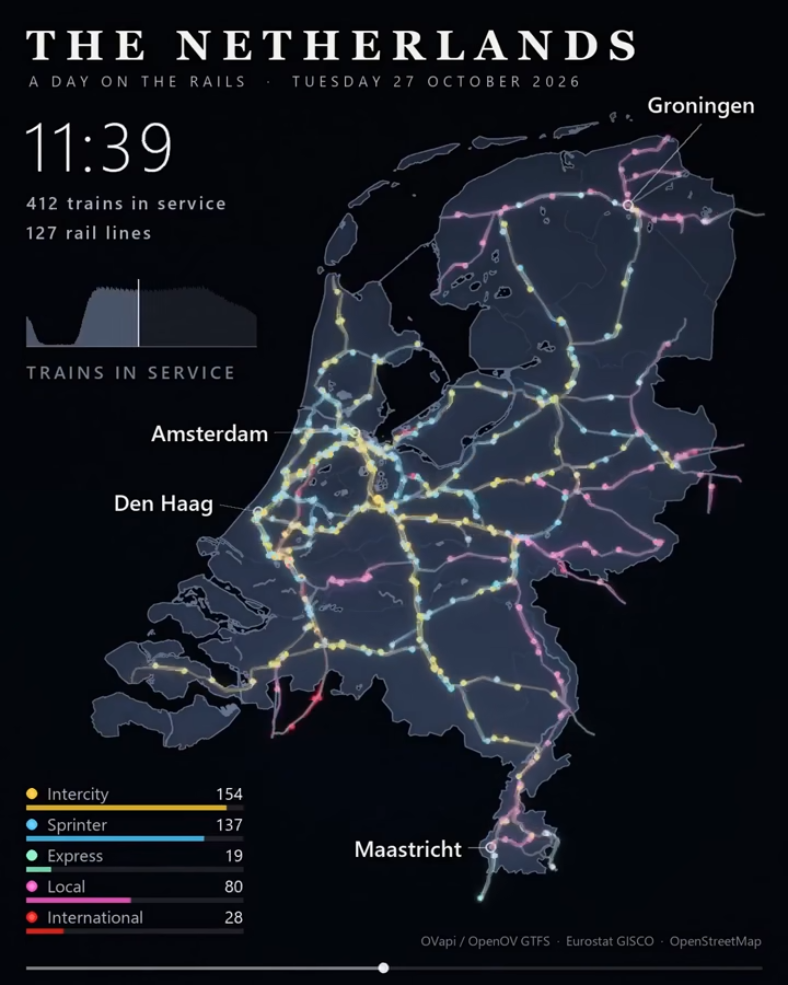 THE NETHERLANDS
A DAY ON THE RAILS · TUESDAY 27 OCTOBER 2026
Groningen
11:39
412 trains in service
127 rail lines
TRAINS IN SERVICE
Amsterdam
Den Haag
Intercity 154
Sprinter 137
Express 19
Local 80
International 28
Maastricht
OVapi / OpenOV GTFS · Eurostat GISCO · OpenStreetMap